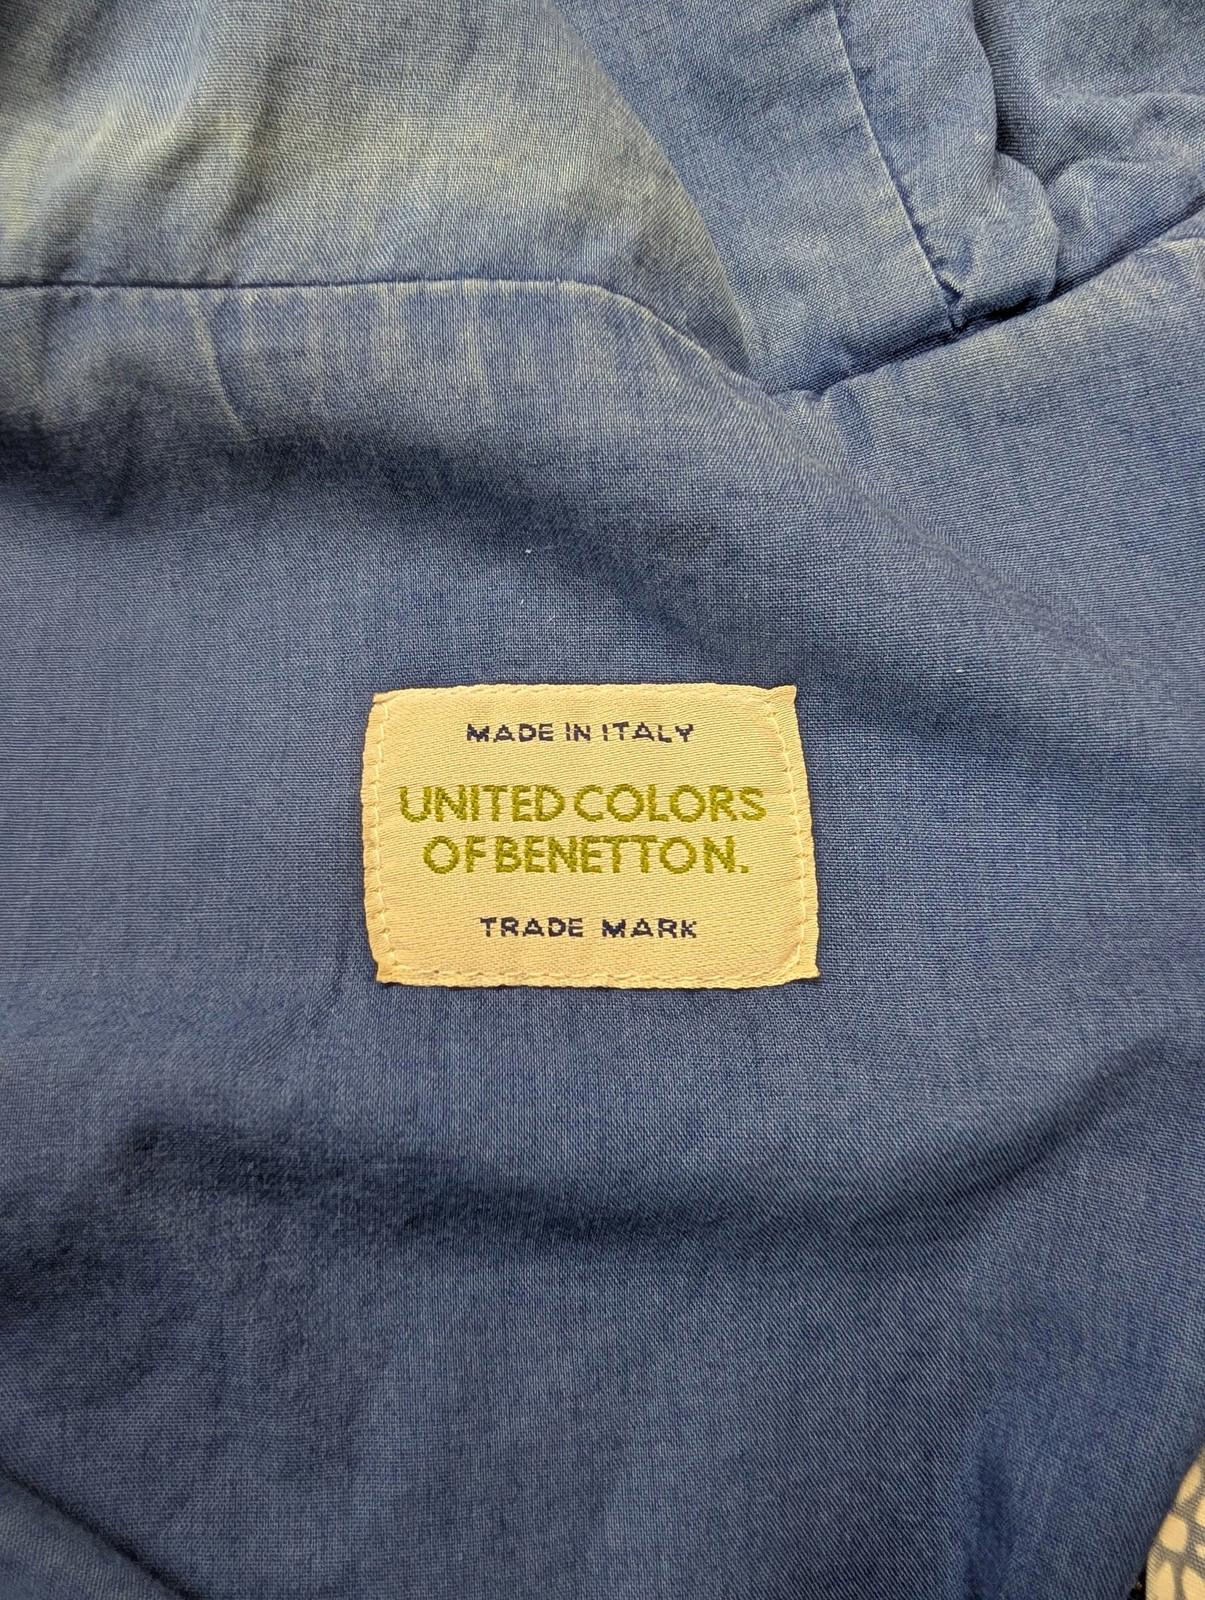 MADE IN ITALY
UNITED COLORS
OF BENETTON.
TRADE MARK